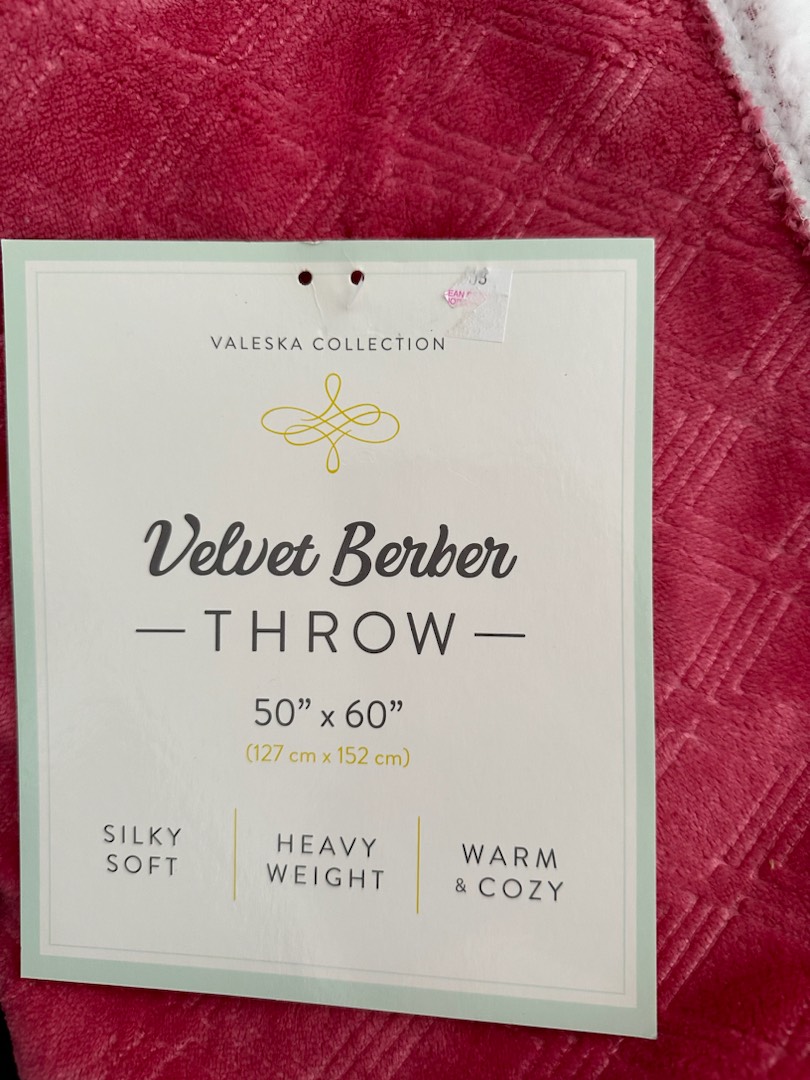 VALESKA COLLECTION
Velvet Berber
— THROW —
50” x 60”
(127 cm x 152 cm)
SILKY
SOFT
HEAVY
WEIGHT
WARM
& COZY